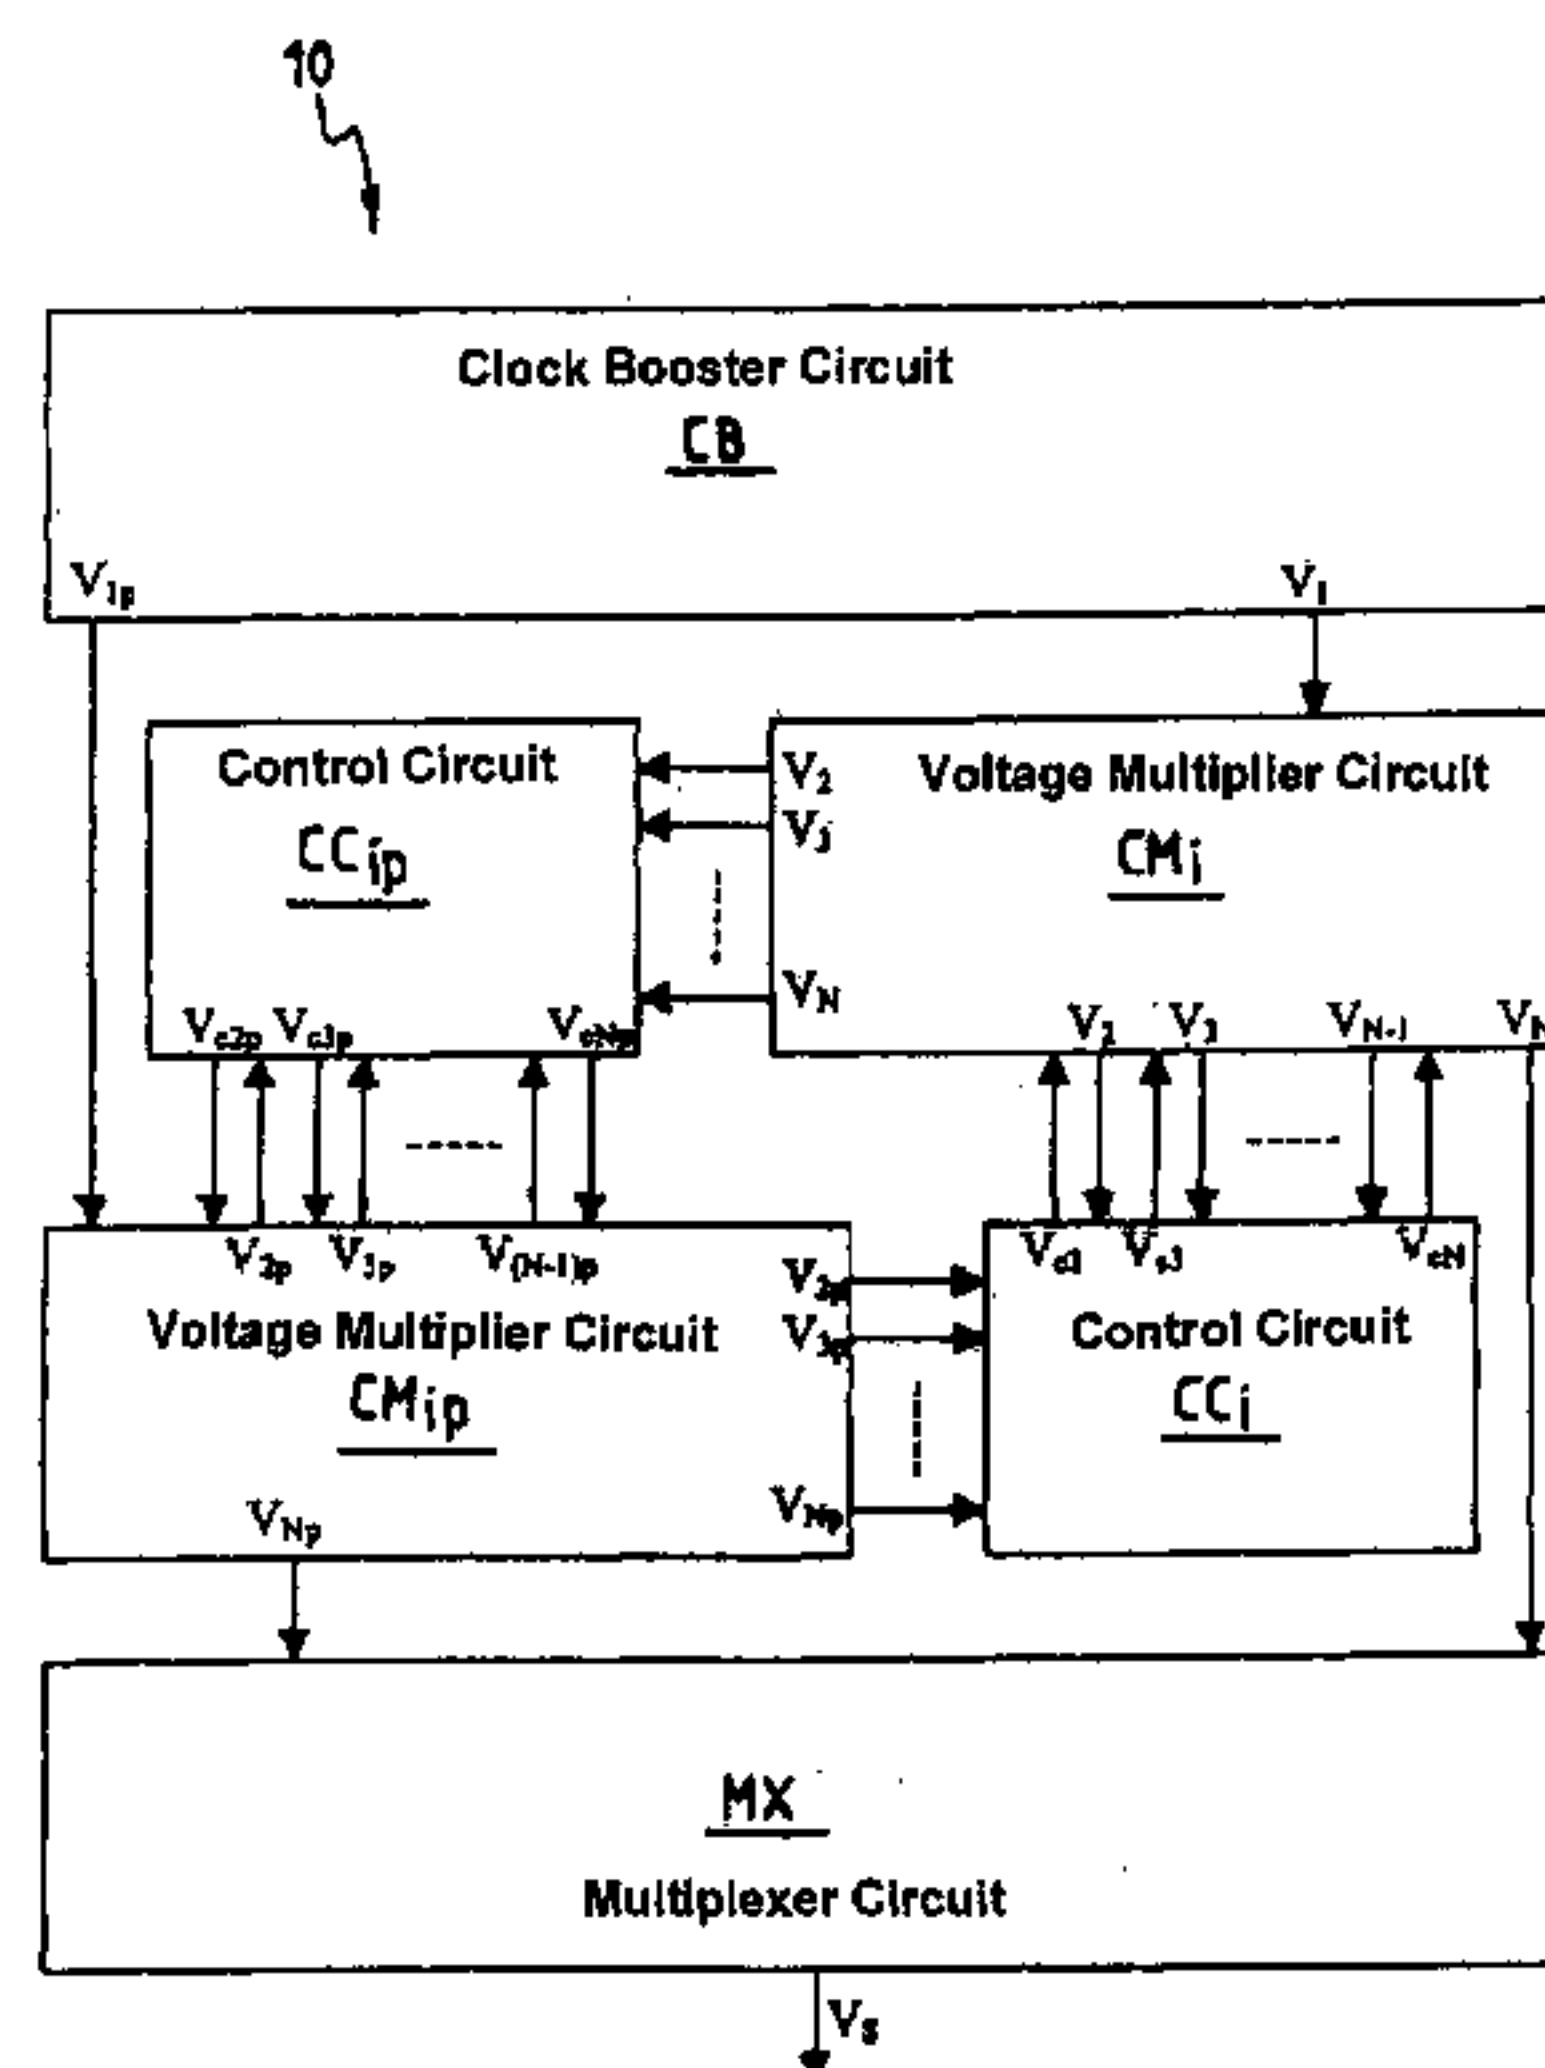 10
Clock Booster Circuit
CB
V1p V1
Control Circuit
CCip
V2
V3
VN
Voltage Multiplier Circuit
CMi
Vc2p Vc3p VcNp
V2 V3 VN-1 VN
V2p V3p V(N-1)p
Vc2 Vc3 VcN
V2p
V3p
VNp
Voltage Multiplier Circuit
CMip
Control Circuit
CCi
VNp
MX
Multiplexer Circuit
VS